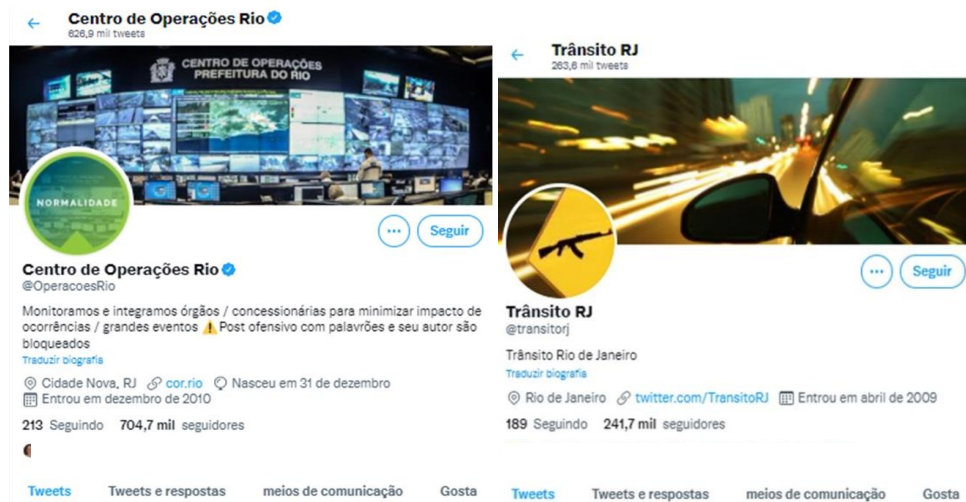 Centro de Operações Rio
626,9 mil tweets
CENTRO DE OPERAÇÕES
PREFEITURA DO RIO
NORMALIDADE
Seguir
Centro de Operações Rio
@OperacoesRio
Monitoramos e integramos órgãos / concessionárias para minimizar impacto de
ocorrências / grandes eventos ⚠️ Post ofensivo com palavrões e seu autor são
bloqueados
Traduzir biografia
Cidade Nova, RJ cor.rio Nasceu em 31 de dezembro
Entrou em dezembro de 2010
213 Seguindo 704,7 mil seguidores
Tweets Tweets e respostas meios de comunicação Gosta
Trânsito RJ
263,6 mil tweets
Seguir
Trânsito RJ
@transitorj
Trânsito Rio de Janeiro
Traduzir biografia
Rio de Janeiro twitter.com/TransitoRJ Entrou em abril de 2009
189 Seguindo 241,7 mil seguidores
Tweets Tweets e respostas meios de comunicação Gosta